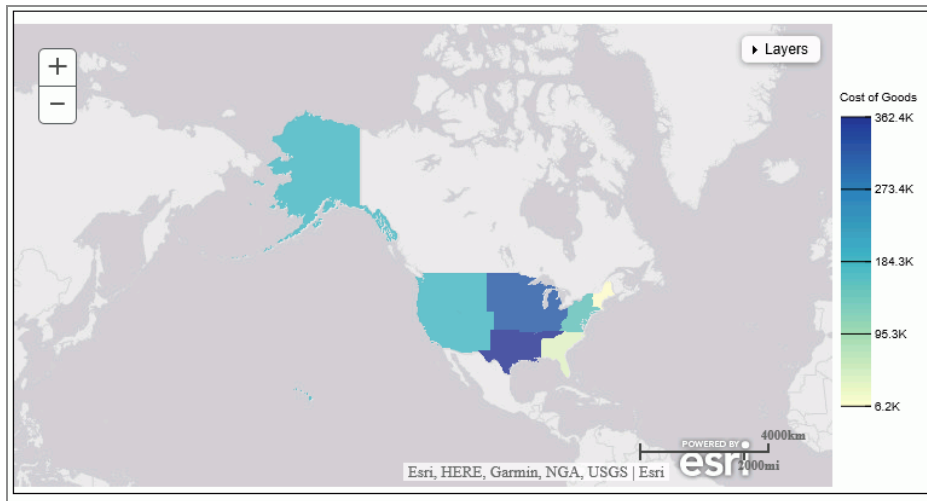 +
Layers
−
Cost of Goods
362.4K
273.4K
184.3K
95.3K
6.2K
4000km
POWERED BY
esri
2000mi
Esri, HERE, Garmin, NGA, USGS | Esri